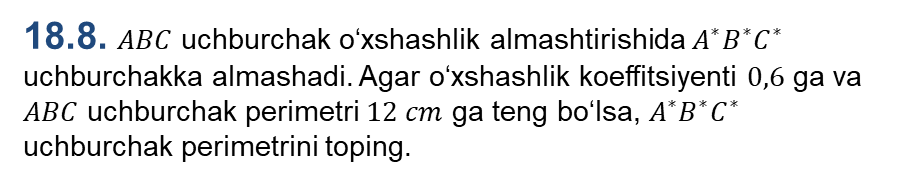 18.8. ABC uchburchak o‘xshashlik almashtirishida A*B*C*
uchburchakka almashadi. Agar o‘xshashlik koeffitsiyenti 0,6 ga va
ABC uchburchak perimetri 12 cm ga teng bo‘lsa, A*B*C*
uchburchak perimetrini toping.